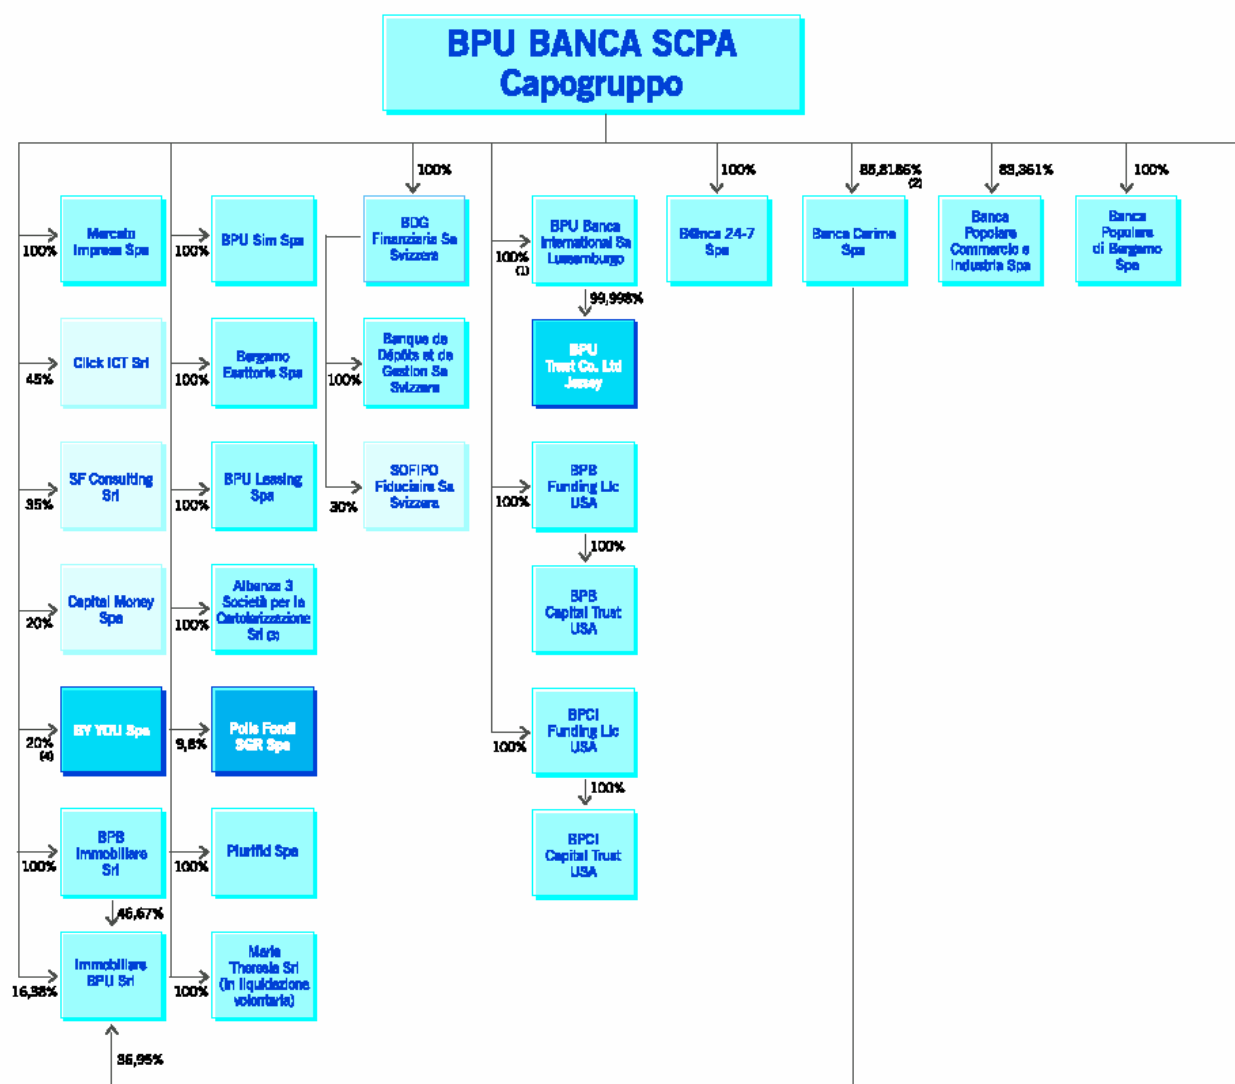 BPU BANCA SCPA
Capogruppo
100%
100%
85,8186%
(2)
83,361%
100%
Mercato
Impresa Spa
100%
BPU Sim Spa
100%
BDG
Finanziaria Sa
Svizzera
BPU Banca
International Sa
Lussemburgo
100%
(1)
B@nca 24-7
Spa
Banca Carime
Spa
Banca
Popolare
Commercio e
Industria Spa
Banca
Popolare
di Bergamo
Spa
99,998%
Click ICT Srl
45%
Bergamo
Esattorie Spa
100%
Banque de
Dépôts et de
Gestion Sa
Svizzera
100%
BPU
Trust Co. Ltd
Jersey
SF Consulting
Srl
35%
BPU Leasing
Spa
100%
SOFIPO
Fiduciaire Sa
Svizzera
30%
BPB
Funding Llc
USA
100%
100%
Capital Money
Spa
20%
Albenza 3
Società per la
Cartolarizzazione
Srl (3)
100%
BPB
Capital Trust
USA
BY YOU Spa
20%
(4)
Polis Fondi
SGR Spa
9,8%
BPCI
Funding Llc
USA
100%
100%
BPB
Immobiliare
Srl
100%
Plurifid Spa
100%
BPCI
Capital Trust
USA
46,67%
Immobiliare
BPU Srl
16,38%
Maria
Theresia Srl
(in liquidazione
volontaria)
100%
36,95%